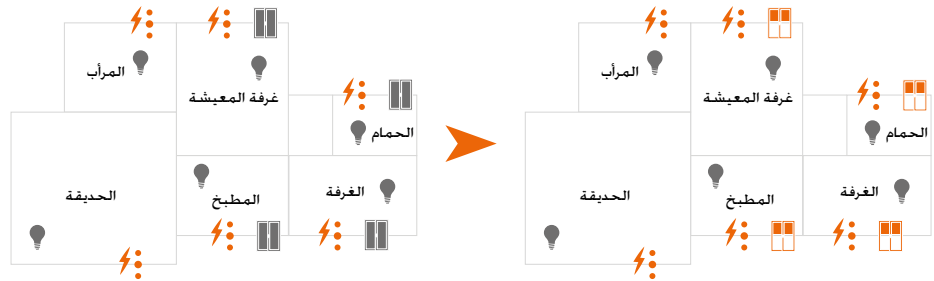 المرأب
غرفة المعيشة
الحمام
الحديقة
المطبخ
الغرفة
المرأب
غرفة المعيشة
الحمام
الحديقة
المطبخ
الغرفة